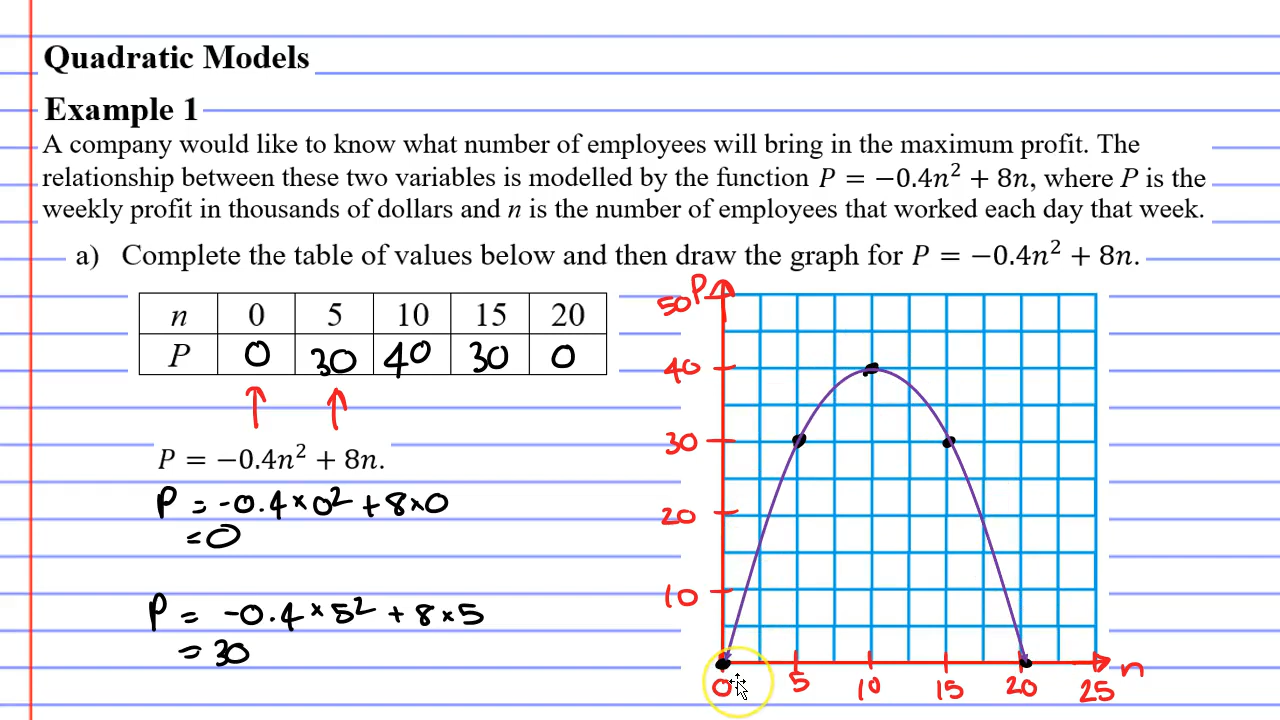 Quadratic Models
Example 1
A company would like to know what number of employees will bring in the maximum profit. The
relationship between these two variables is modelled by the function P = −0.4n² + 8n, where P is the
weekly profit in thousands of dollars and n is the number of employees that worked each day that week.
a) Complete the table of values below and then draw the graph for P = −0.4n² + 8n.
n 0 5 10 15 20
P 0 30 40 30 0
P = −0.4n² + 8n.
P = -0.4 × 0² + 8 × 0
= 0
P = -0.4 × 5² + 8 × 5
= 30
P
50
40
30
20
10
0 5 10 15 20 25
n